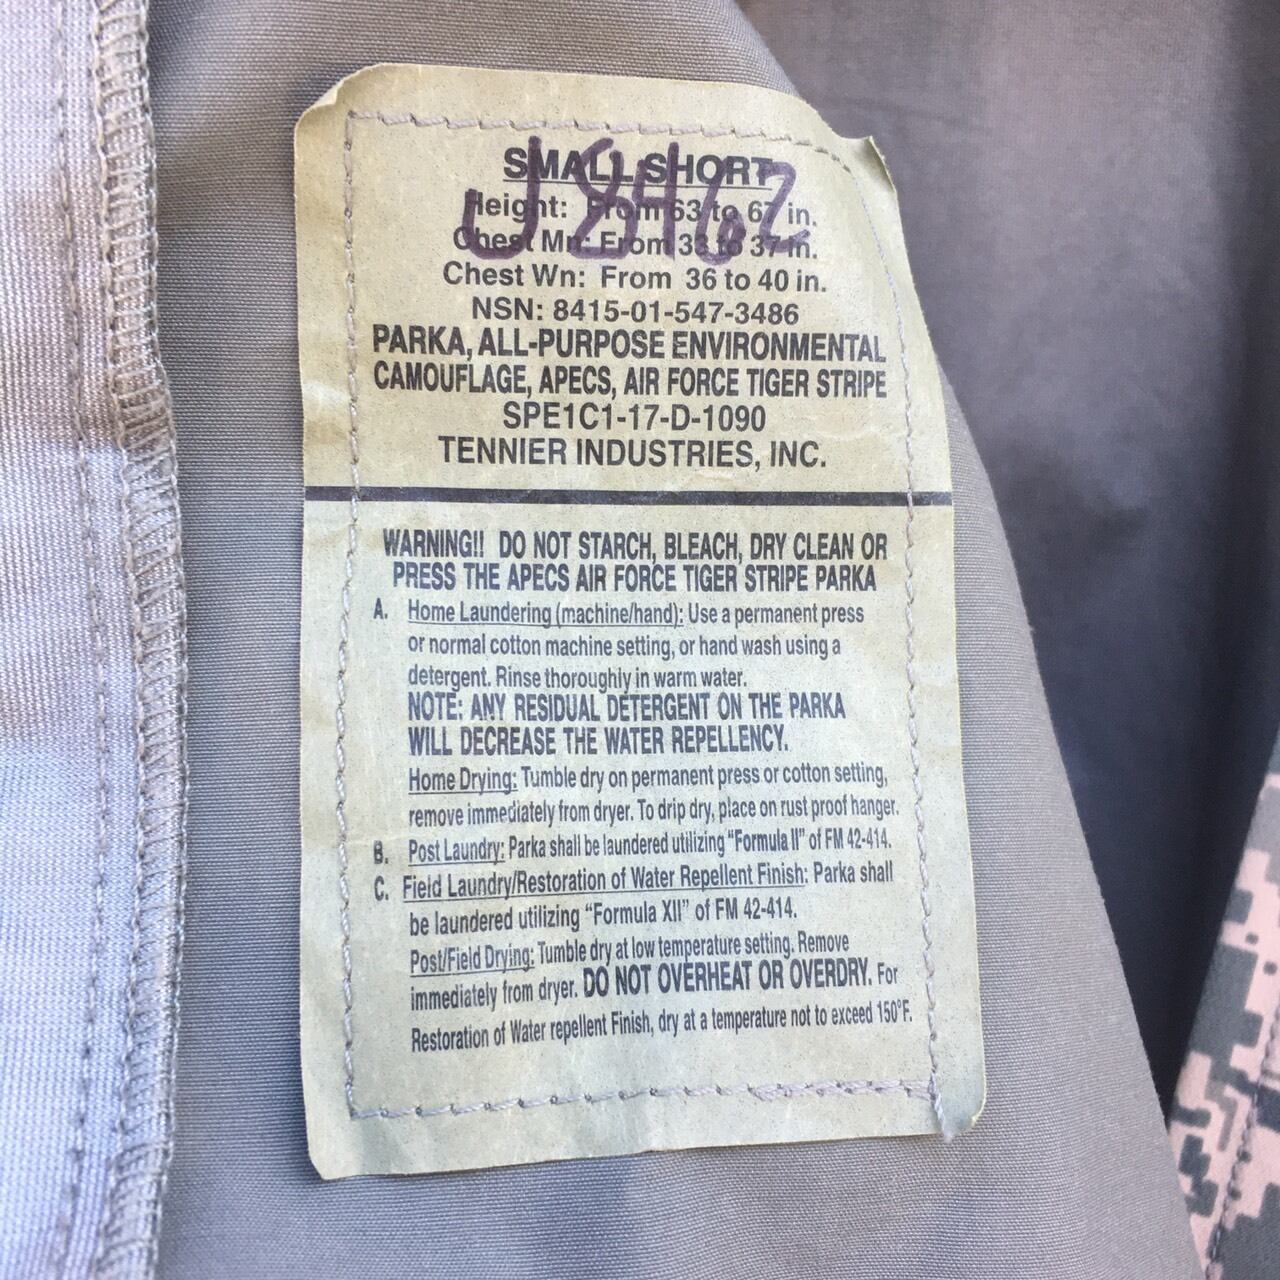 SMALL SHORT
J8462
Height: From 63 to 67 in.
Chest Mn: From 33 to 37 in.
Chest Wn: From 36 to 40 in.
NSN: 8415-01-547-3486
PARKA, ALL-PURPOSE ENVIRONMENTAL
CAMOUFLAGE, APECS, AIR FORCE TIGER STRIPE
SPE1C1-17-D-1090
TENNIER INDUSTRIES, INC.
WARNING!! DO NOT STARCH, BLEACH, DRY CLEAN OR
PRESS THE APECS AIR FORCE TIGER STRIPE PARKA
A. Home Laundering (machine/hand): Use a permanent press
or normal cotton machine setting, or hand wash using a
detergent. Rinse thoroughly in warm water.
NOTE: ANY RESIDUAL DETERGENT ON THE PARKA
WILL DECREASE THE WATER REPELLENCY.
Home Drying: Tumble dry on permanent press or cotton setting,
remove immediately from dryer. To drip dry, place on rust proof hanger.
B. Post Laundry: Parka shall be laundered utilizing "Formula II" of FM 42-414.
C. Field Laundry/Restoration of Water Repellent Finish: Parka shall
be laundered utilizing "Formula XII" of FM 42-414.
Post/Field Drying: Tumble dry at low temperature setting. Remove
immediately from dryer. DO NOT OVERHEAT OR OVERDRY. For
Restoration of Water repellent Finish, dry at a temperature not to exceed 150°F.